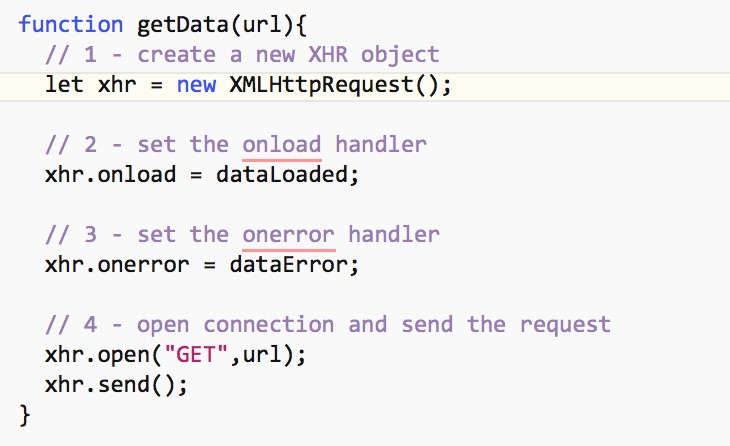 function getData(url){
// 1 - create a new XHR object
let xhr = new XMLHttpRequest();
// 2 - set the onload handler
xhr.onload = dataLoaded;
// 3 - set the onerror handler
xhr.onerror = dataError;
// 4 - open connection and send the request
xhr.open("GET",url);
xhr.send();
}